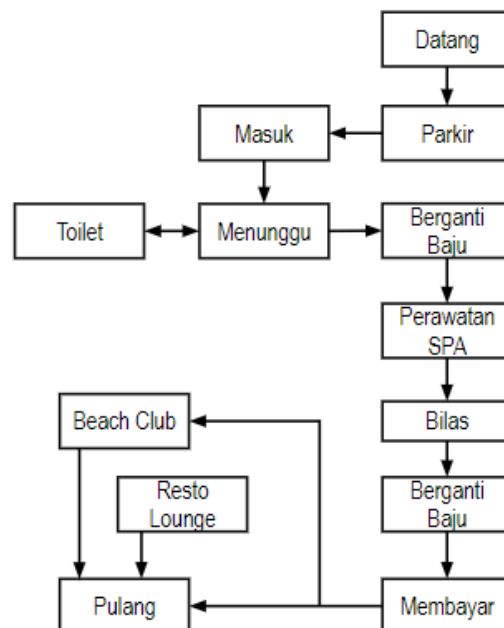 Datang
Masuk
Parkir
Toilet
Menunggu
Berganti
Baju
Perawatan
SPA
Beach Club
Bilas
Resto
Lounge
Berganti
Baju
Pulang
Membayar